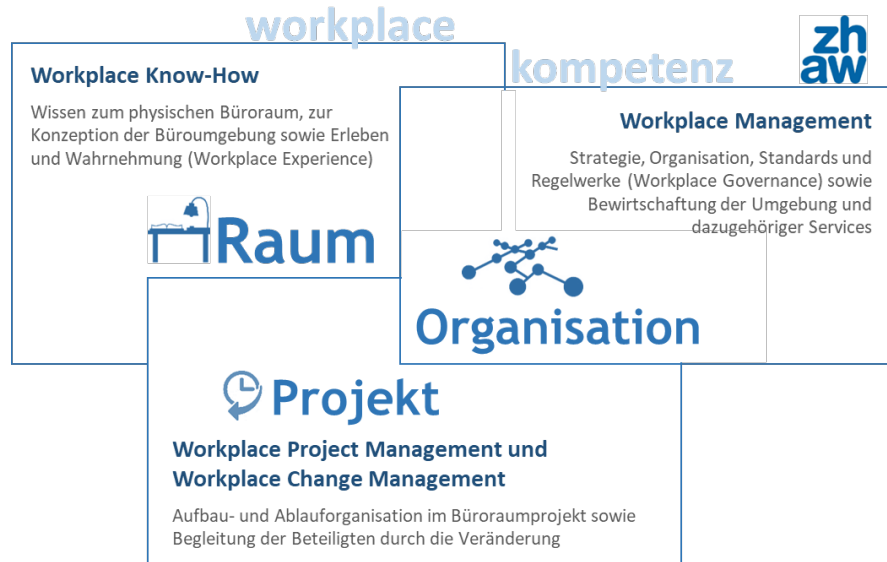 workplace
kompetenz
zh
aw
Workplace Know-How
Wissen zum physischen Büroraum, zur
Konzeption der Büroumgebung sowie Erleben
und Wahrnehmung (Workplace Experience)
Raum
Workplace Management
Strategie, Organisation, Standards und
Regelwerke (Workplace Governance) sowie
Bewirtschaftung der Umgebung und
dazugehöriger Services
Organisation
Projekt
Workplace Project Management und
Workplace Change Management
Aufbau- und Ablauforganisation im Büroraumprojekt sowie
Begleitung der Beteiligten durch die Veränderung